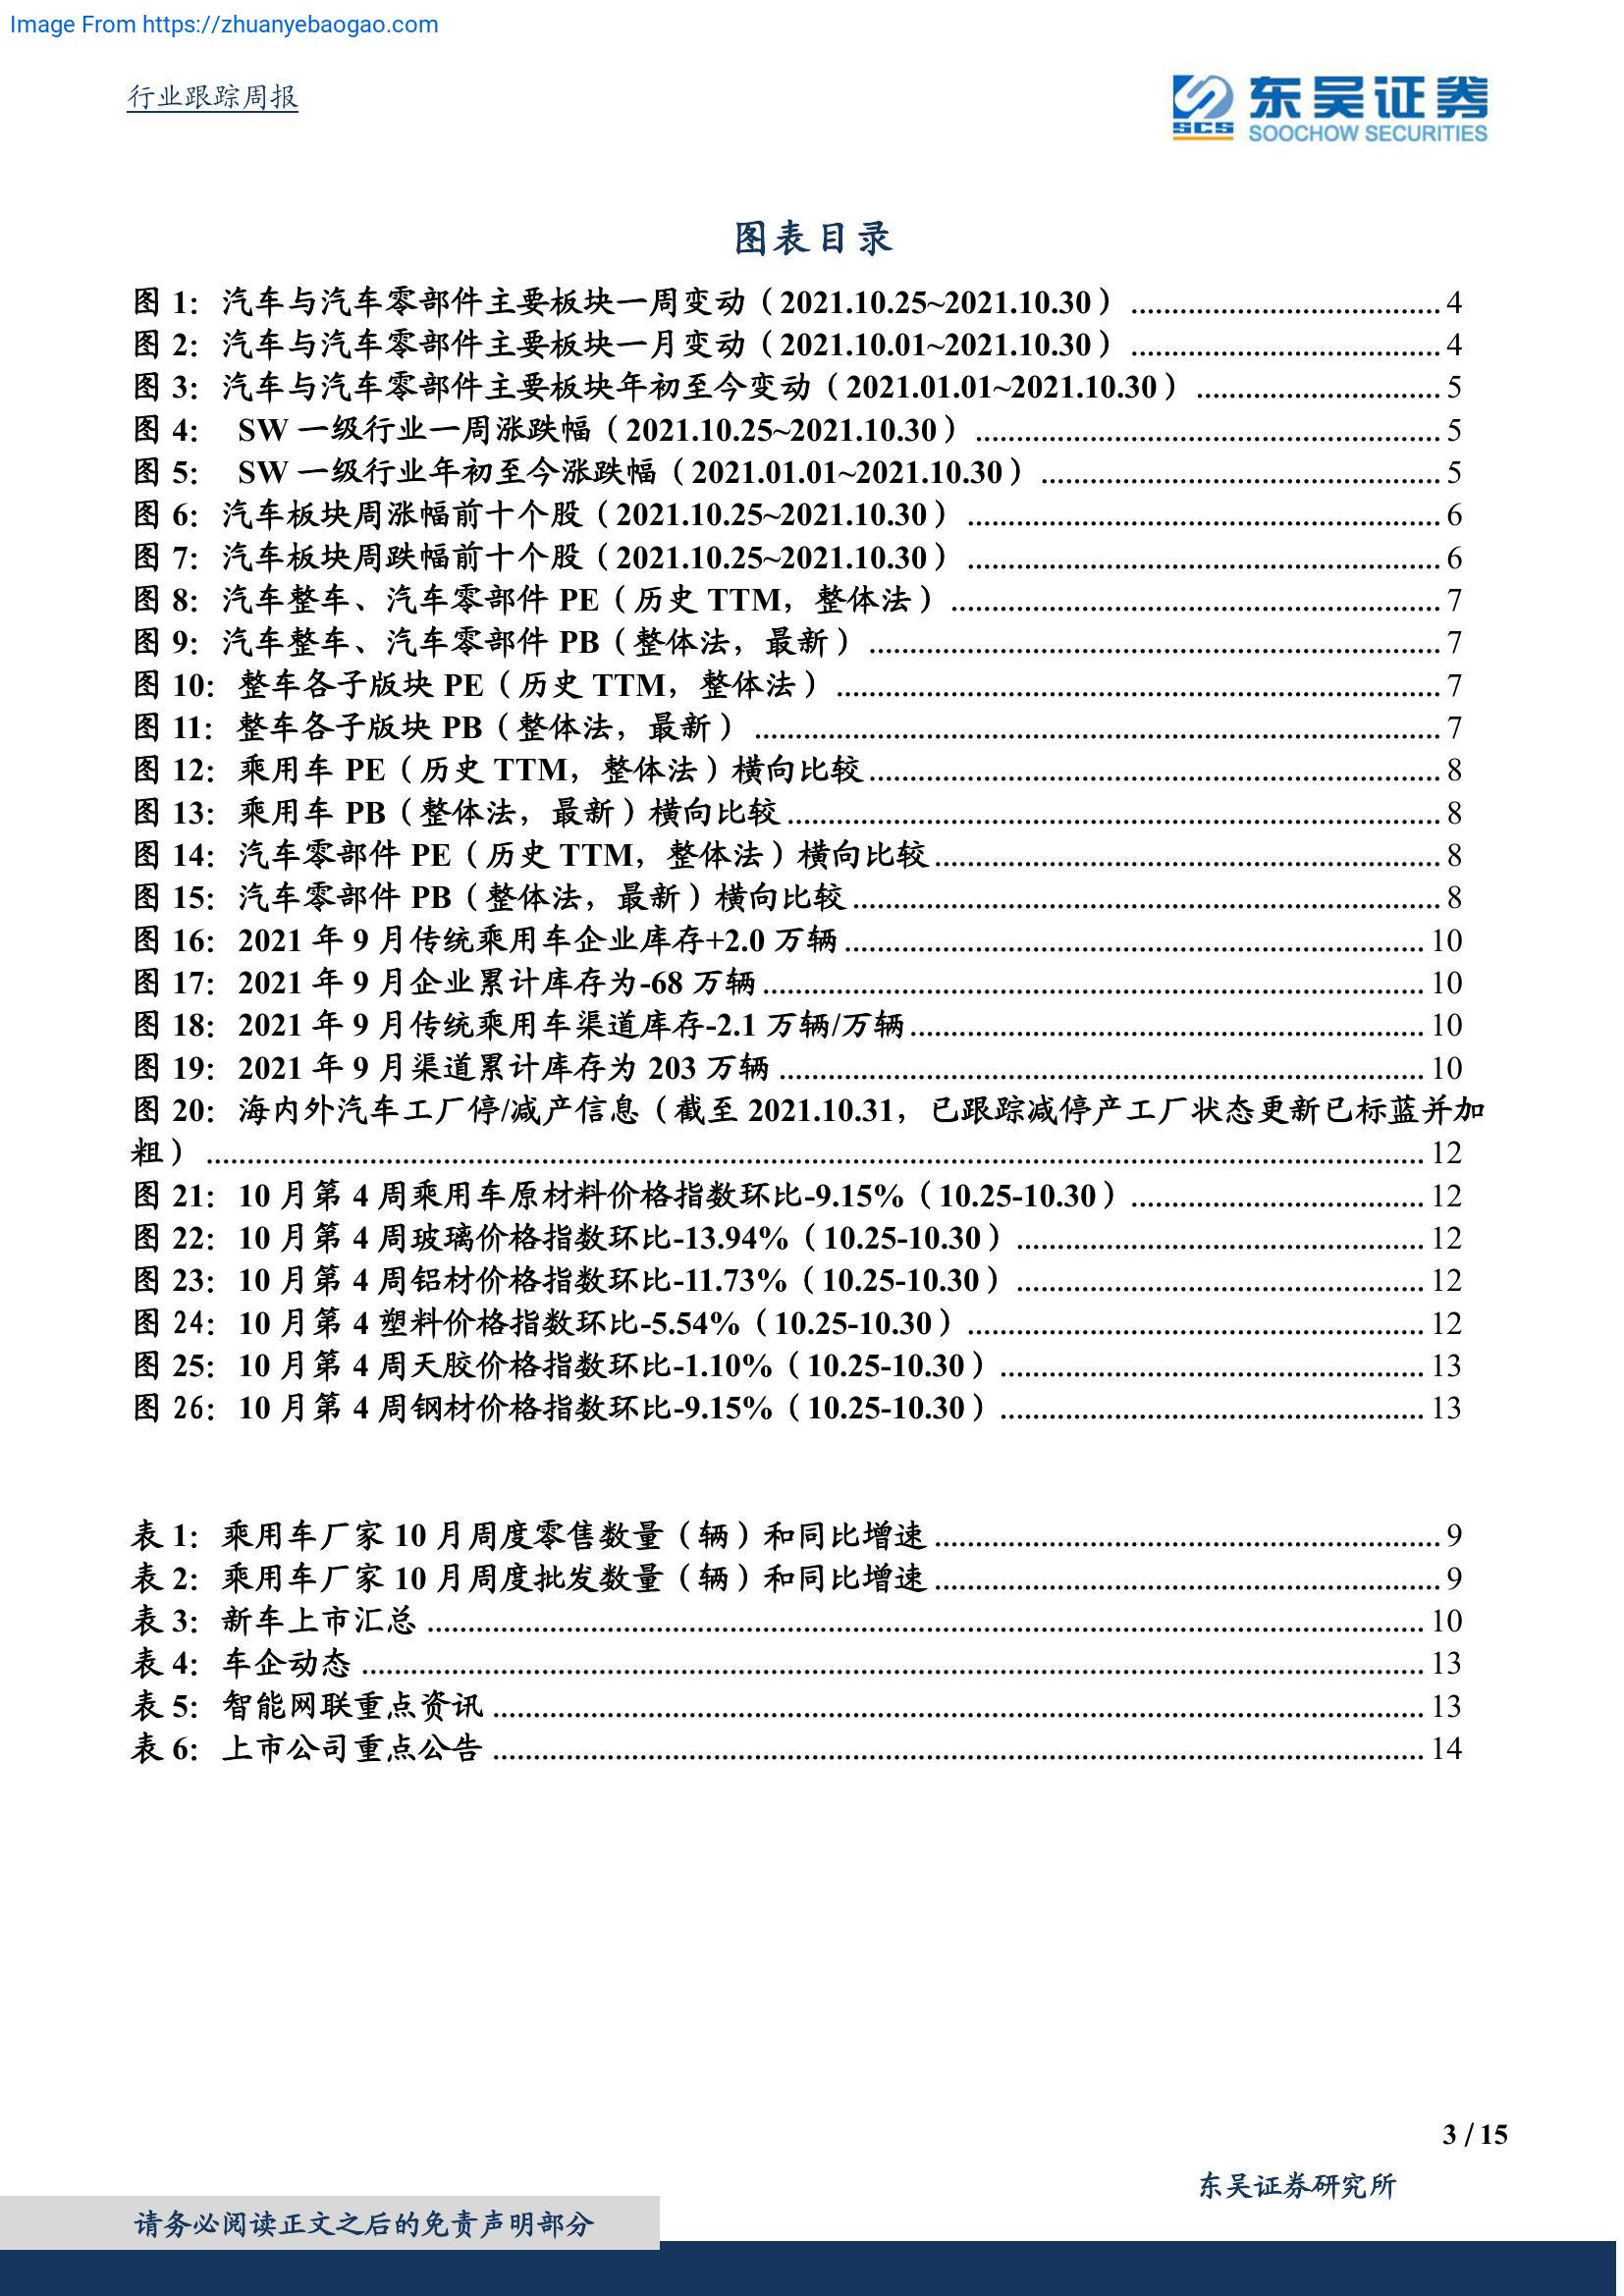 Image From https://zhuanyebaogao.com
行业跟踪周报
SCS
东吴证券
SOOCHOW SECURITIES
图表目录
图 1：汽车与汽车零部件主要板块一周变动（2021.10.25~2021.10.30）......................................4
图 2：汽车与汽车零部件主要板块一月变动（2021.10.01~2021.10.30）......................................4
图 3：汽车与汽车零部件主要板块年初至今变动（2021.01.01~2021.10.30）..............................5
图 4： SW 一级行业一周涨跌幅（2021.10.25~2021.10.30）.........................................................5
图 5： SW 一级行业年初至今涨跌幅（2021.01.01~2021.10.30）.................................................5
图 6：汽车板块周涨幅前十个股（2021.10.25~2021.10.30）..........................................................6
图 7：汽车板块周跌幅前十个股（2021.10.25~2021.10.30）..........................................................6
图 8：汽车整车、汽车零部件 PE（历史 TTM，整体法）............................................................7
图 9：汽车整车、汽车零部件 PB（整体法，最新）......................................................................7
图 10：整车各子版块 PE（历史 TTM，整体法）..........................................................................7
图 11：整车各子版块 PB（整体法，最新）....................................................................................7
图 12：乘用车 PE（历史 TTM，整体法）横向比较......................................................................8
图 13：乘用车 PB（整体法，最新）横向比较................................................................................8
图 14：汽车零部件 PE（历史 TTM，整体法）横向比较..............................................................8
图 15：汽车零部件 PB（整体法，最新）横向比较........................................................................8
图 16：2021 年 9 月传统乘用车企业库存+2.0 万辆.......................................................................10
图 17：2021 年 9 月企业累计库存为-68 万辆.................................................................................10
图 18：2021 年 9 月传统乘用车渠道库存-2.1 万辆/万辆...............................................................10
图 19：2021 年 9 月渠道累计库存为 203 万辆...............................................................................10
图 20：海内外汽车工厂停/减产信息（截至 2021.10.31，已跟踪减停产工厂状态更新已标蓝并加
粗）.....................................................................................................................................................12
图 21：10 月第 4 周乘用车原材料价格指数环比-9.15%（10.25-10.30）....................................12
图 22：10 月第 4 周玻璃价格指数环比-13.94%（10.25-10.30）..................................................12
图 23：10 月第 4 周铝材价格指数环比-11.73%（10.25-10.30）..................................................12
图 24：10 月第 4 塑料价格指数环比-5.54%（10.25-10.30）........................................................12
图 25：10 月第 4 周天胶价格指数环比-1.10%（10.25-10.30）....................................................13
图 26：10 月第 4 周钢材价格指数环比-9.15%（10.25-10.30）....................................................13
表 1：乘用车厂家 10 月周度零售数量（辆）和同比增速..............................................................9
表 2：乘用车厂家 10 月周度批发数量（辆）和同比增速..............................................................9
表 3：新车上市汇总..........................................................................................................................10
表 4：车企动态..................................................................................................................................13
表 5：智能网联重点资讯..................................................................................................................13
表 6：上市公司重点公告..................................................................................................................14
3 / 15
东吴证券研究所
请务必阅读正文之后的免责声明部分